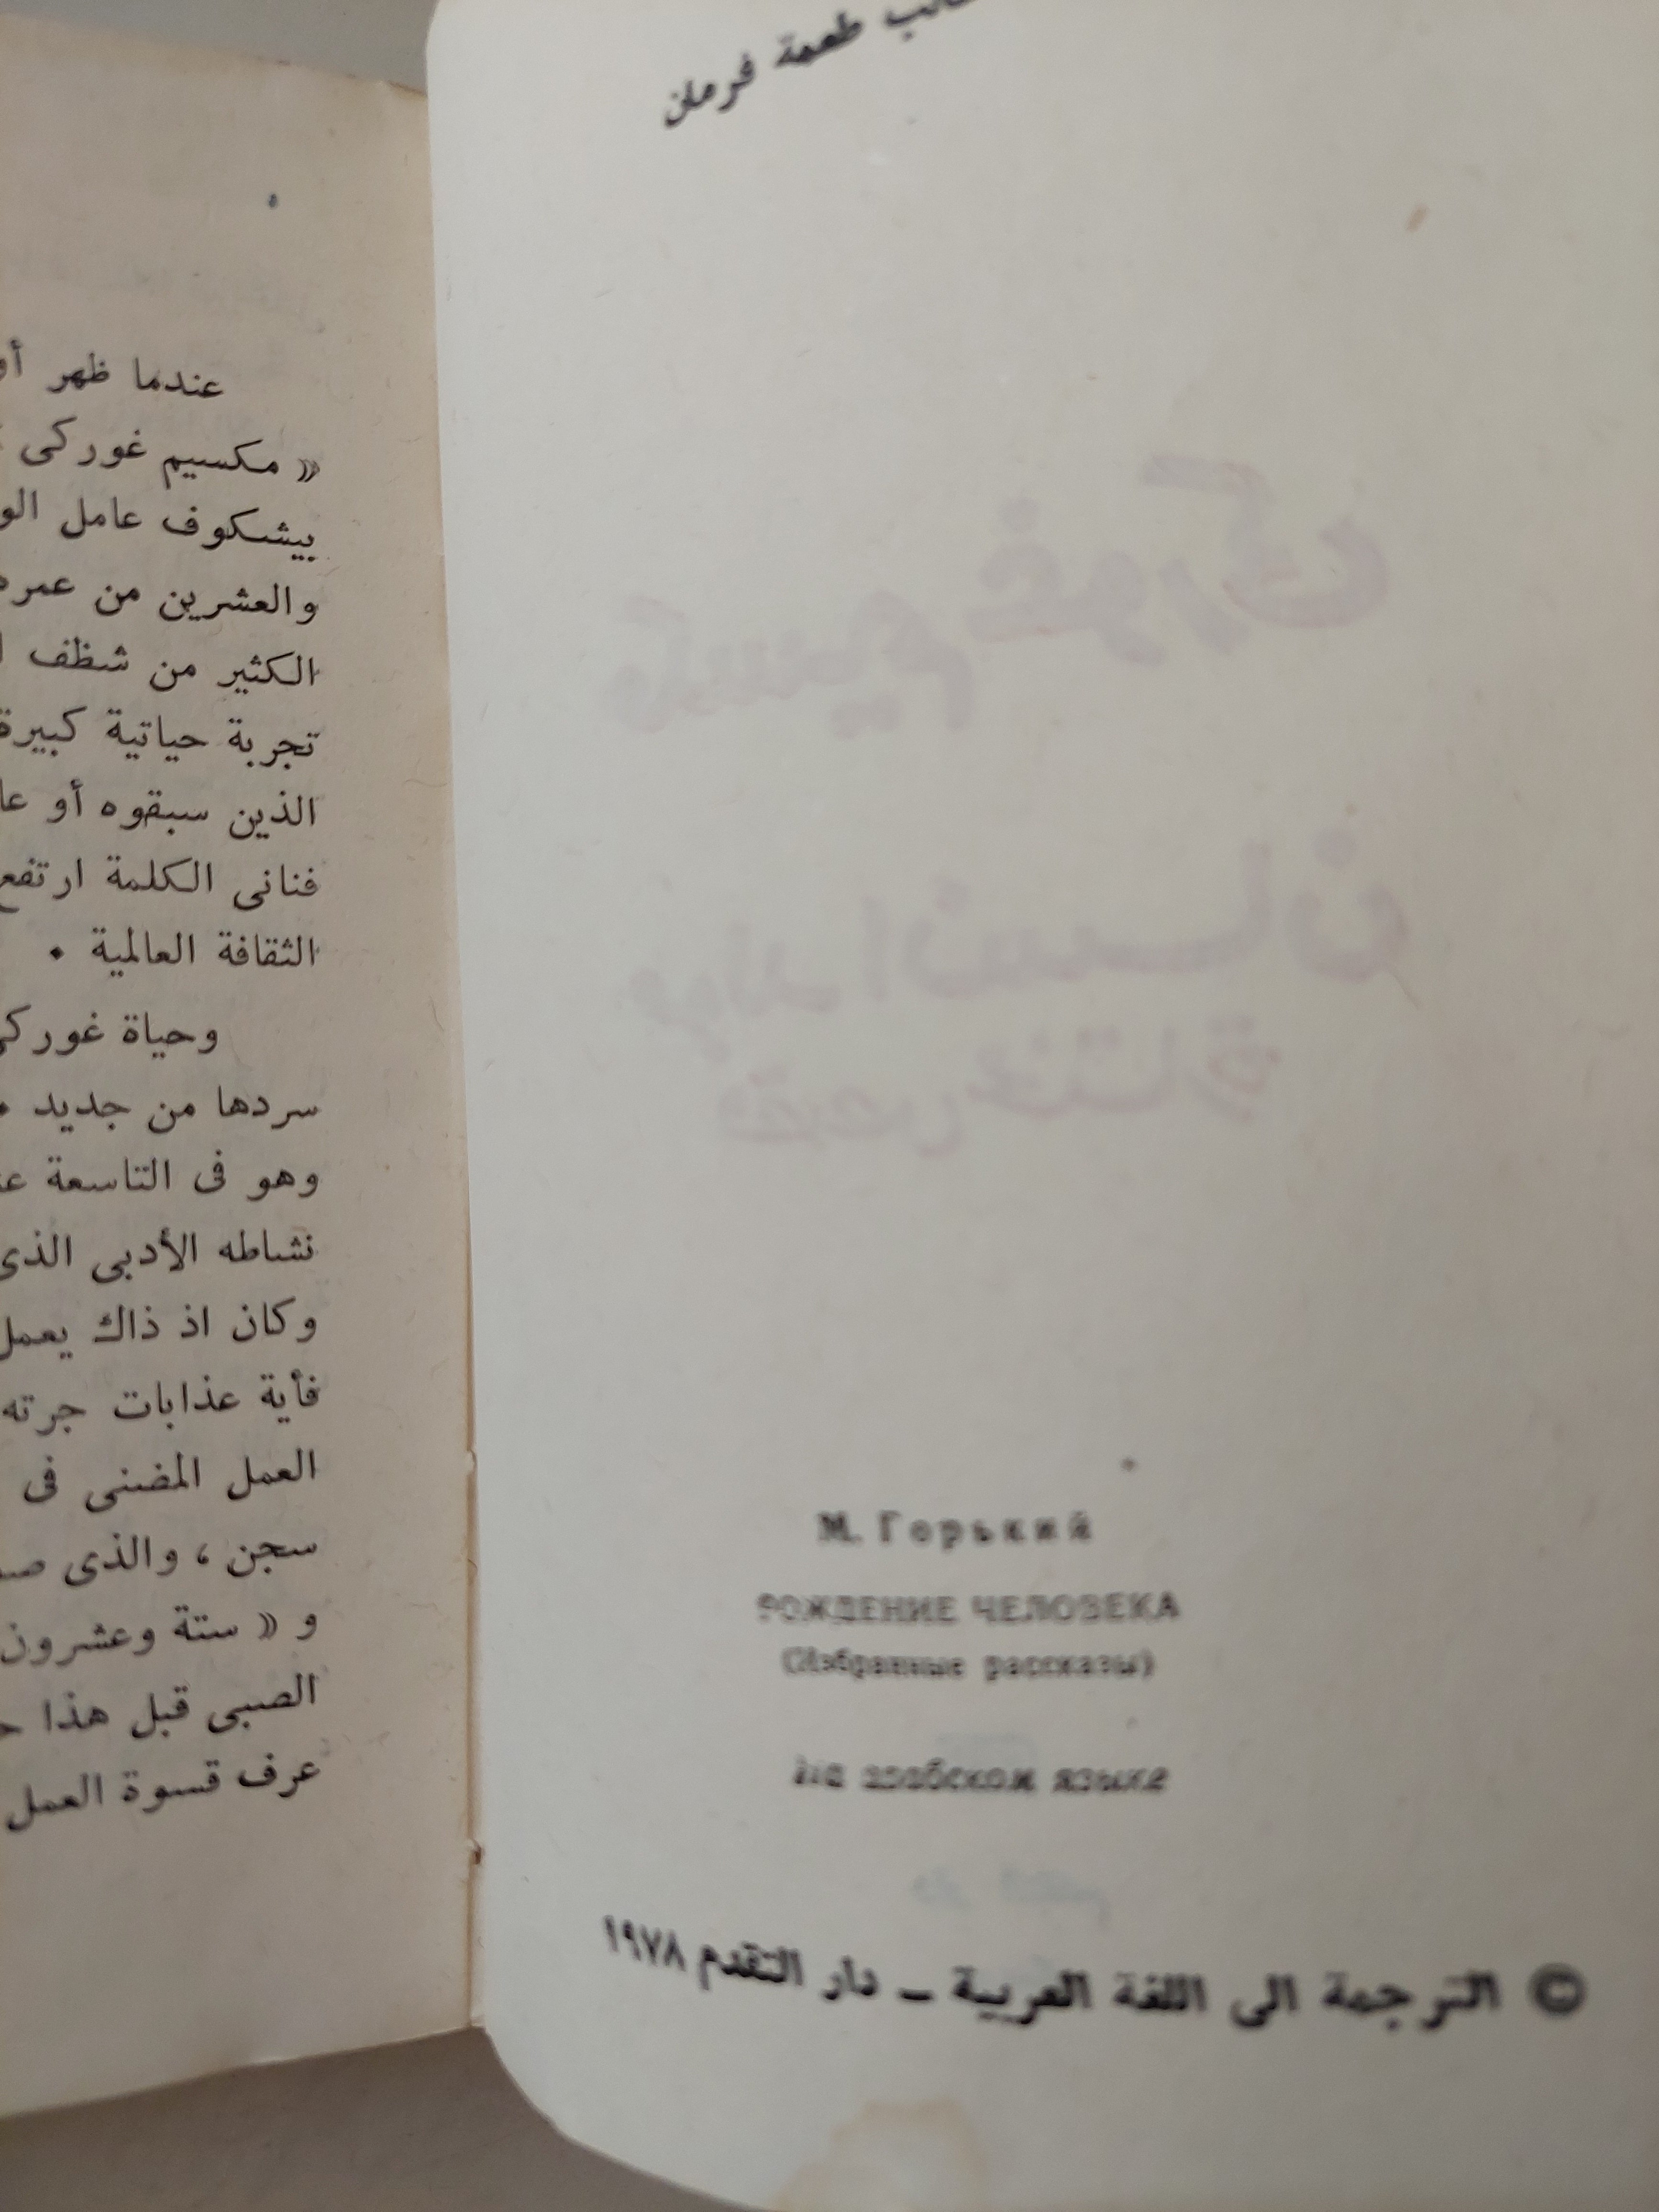 طعمة فرمان
М. Горький
РОЖДЕНИЕ ЧЕЛОВЕКА
(Избранные рассказы)
На арабском языке
© الترجمة الى اللغة العربية – دار التقدم ١٩٧٨
عندما ظهر
« مكسيم غوركى
بيشكوف عامل
والعشرين من عمره
الكثير من شظف
تجربة حياتية كبيرة
الذين سبقوه أو
فنانى الكلمة ارتفع
الثقافة العالمية .
وحياة غوركى
سردها من جديد .
وهو فى التاسعة
نشاطه الأدبى الذى
وكان اذ ذاك يعمل
فأية عذابات جرته
العمل المضنى فى
سجن ، والذى
و « ستة وعشرون
الصبى قبل هذا
عرف قسوة العمل